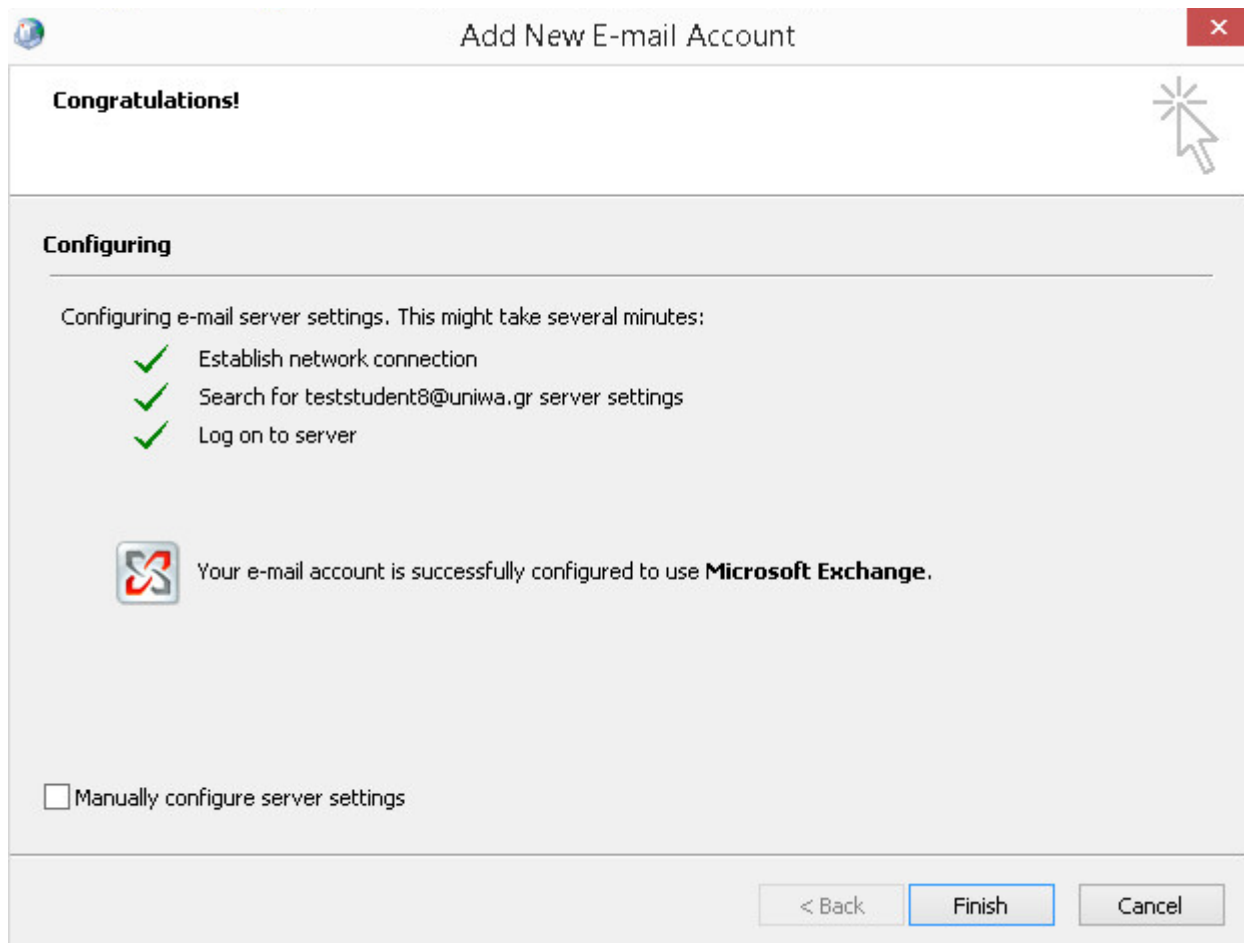 Add New E-mail Account
Congratulations!
Configuring
Configuring e-mail server settings. This might take several minutes:
Establish network connection
Search for teststudent8@uniwa.gr server settings
Log on to server
Your e-mail account is successfully configured to use Microsoft Exchange.
Manually configure server settings
< Back
Finish
Cancel